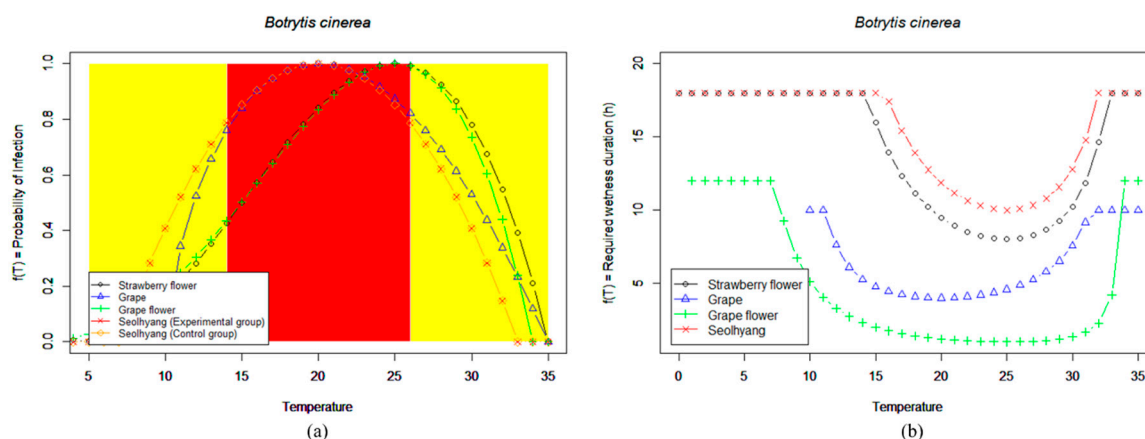 Botrytis cinerea
f(T) = Probability of Infection
1.0
0.8
0.6
0.4
0.2
0.0
Strawberry flower
Grape
Grape flower
Seolhyang (Experimental group)
Seolhyang (Control group)
5 10 15 20 25 30 35
Temperature
(a)
Botrytis cinerea
f(T) = Required wetness duration (h)
20
15
10
5
Strawberry flower
Grape
Grape flower
Seolhyang
0 5 10 15 20 25 30 35
Temperature
(b)